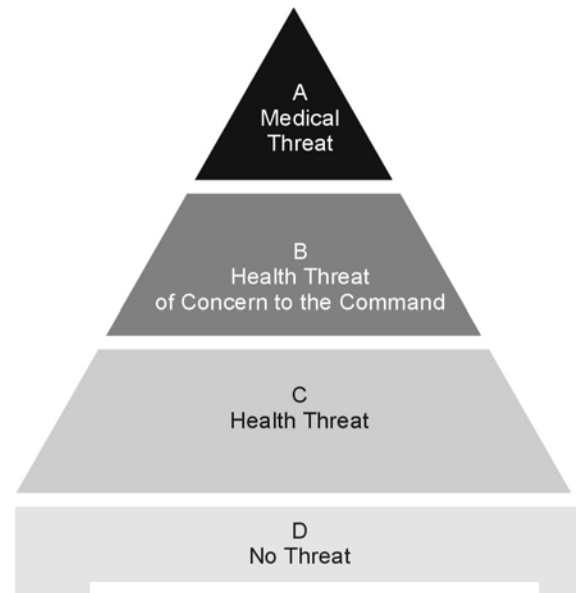 A
Medical
Threat
B
Health Threat
of Concern to the Command
C
Health Threat
D
No Threat